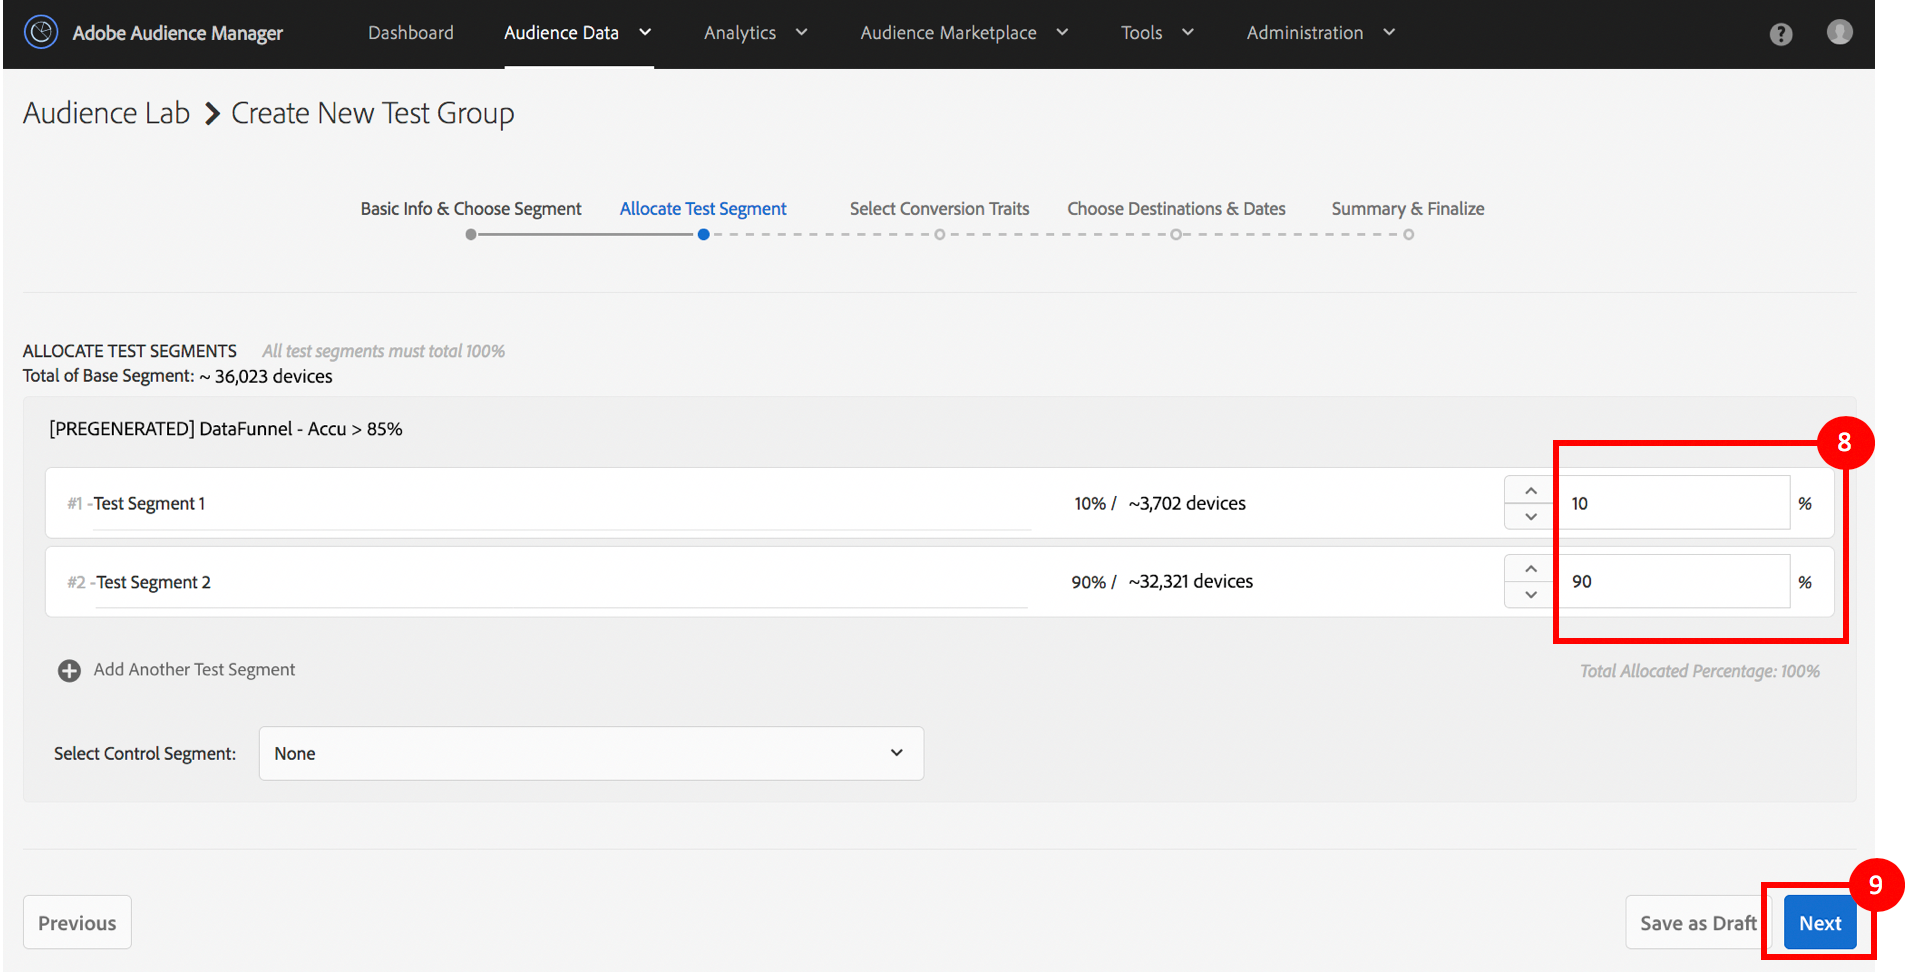 Adobe Audience Manager Dashboard Audience Data Analytics Audience Marketplace Tools Administration ?
Audience Lab Create New Test Group
Basic Info & Choose Segment Allocate Test Segment Select Conversion Traits Choose Destinations & Dates Summary & Finalize
ALLOCATE TEST SEGMENTS All test segments must total 100%
Total of Base Segment: ~ 36,023 devices
[PREGENERATED] DataFunnel - Accu > 85%
8
#1 -Test Segment 1 10% / ~3,702 devices 10 %
#2 -Test Segment 2 90% / ~32,321 devices 90 %
Add Another Test Segment Total Allocated Percentage: 100%
Select Control Segment: None
9
Previous Save as Draft Next